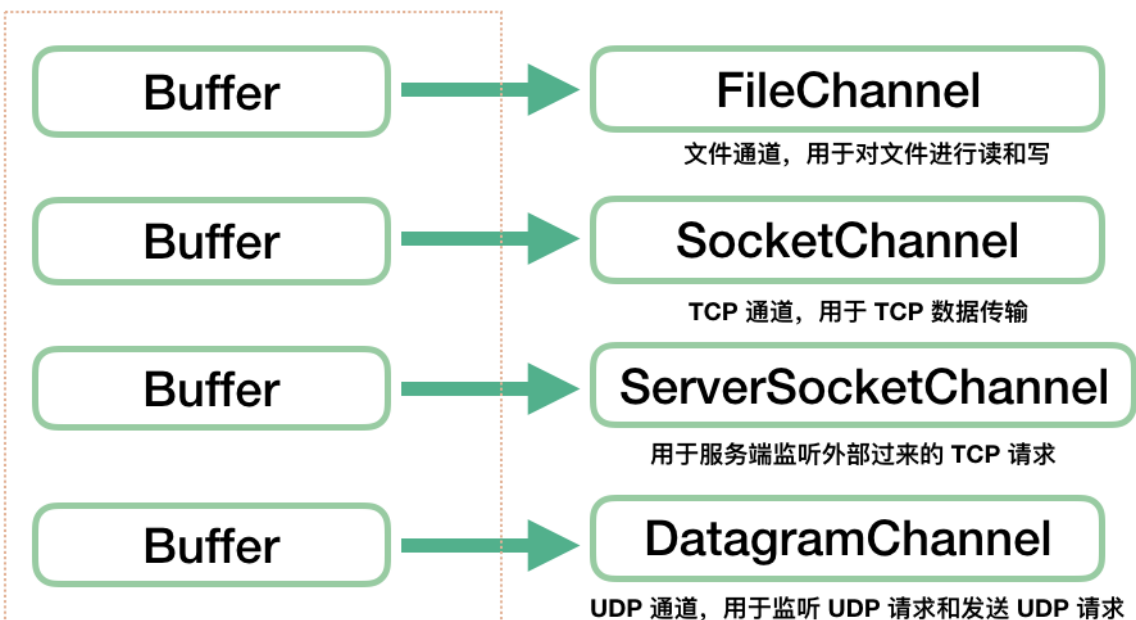 Buffer
FileChannel
文件通道，用于对文件进行读和写
Buffer
SocketChannel
TCP 通道，用于 TCP 数据传输
Buffer
ServerSocketChannel
用于服务端监听外部过来的 TCP 请求
Buffer
DatagramChannel
UDP 通道，用于监听 UDP 请求和发送 UDP 请求